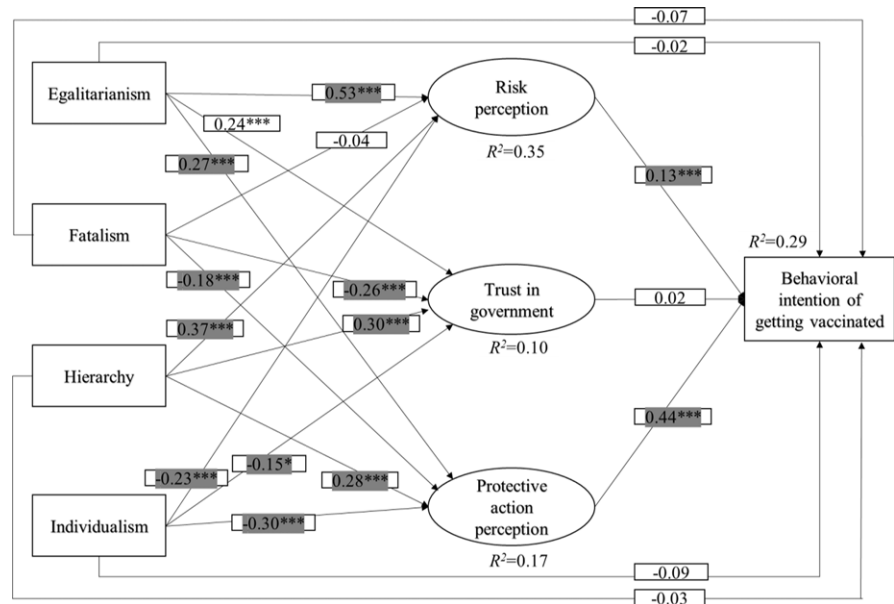 -0.07
-0.02
Egalitarianism
0.53***
Risk
perception
0.24***
-0.04
0.27***
R²=0.35
0.13***
Fatalism
R²=0.29
-0.18***
-0.26***
Trust in
government
0.02
Behavioral
intention of
getting vaccinated
0.30***
0.37***
R²=0.10
Hierarchy
0.44***
-0.23***
-0.15*
0.28***
Protective
action
perception
Individualism
-0.30***
R²=0.17
-0.09
-0.03